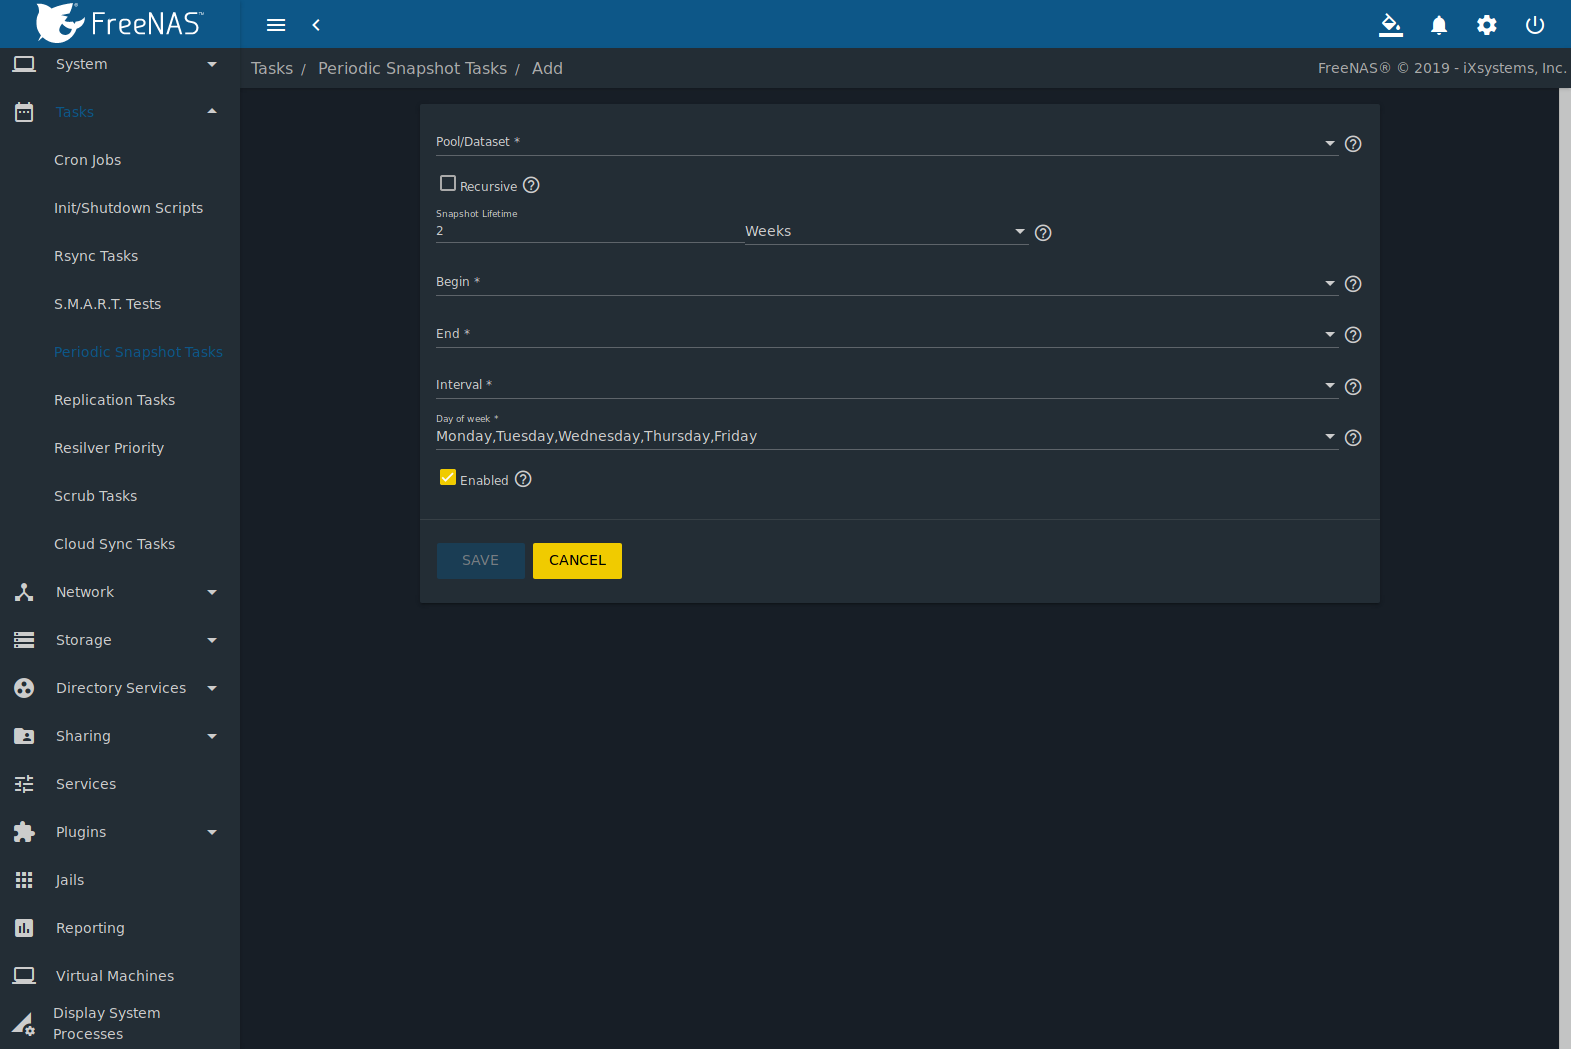 FreeNAS™
System
Tasks / Periodic Snapshot Tasks / Add
FreeNAS® © 2019 - iXsystems, Inc.
Tasks
Cron Jobs
Init/Shutdown Scripts
Rsync Tasks
S.M.A.R.T. Tests
Periodic Snapshot Tasks
Replication Tasks
Resilver Priority
Scrub Tasks
Cloud Sync Tasks
Network
Storage
Directory Services
Sharing
Services
Plugins
Jails
Reporting
Virtual Machines
Display System
Processes
Pool/Dataset *
Recursive
Snapshot Lifetime
2 Weeks
Begin *
End *
Interval *
Day of week *
Monday,Tuesday,Wednesday,Thursday,Friday
Enabled
SAVE CANCEL